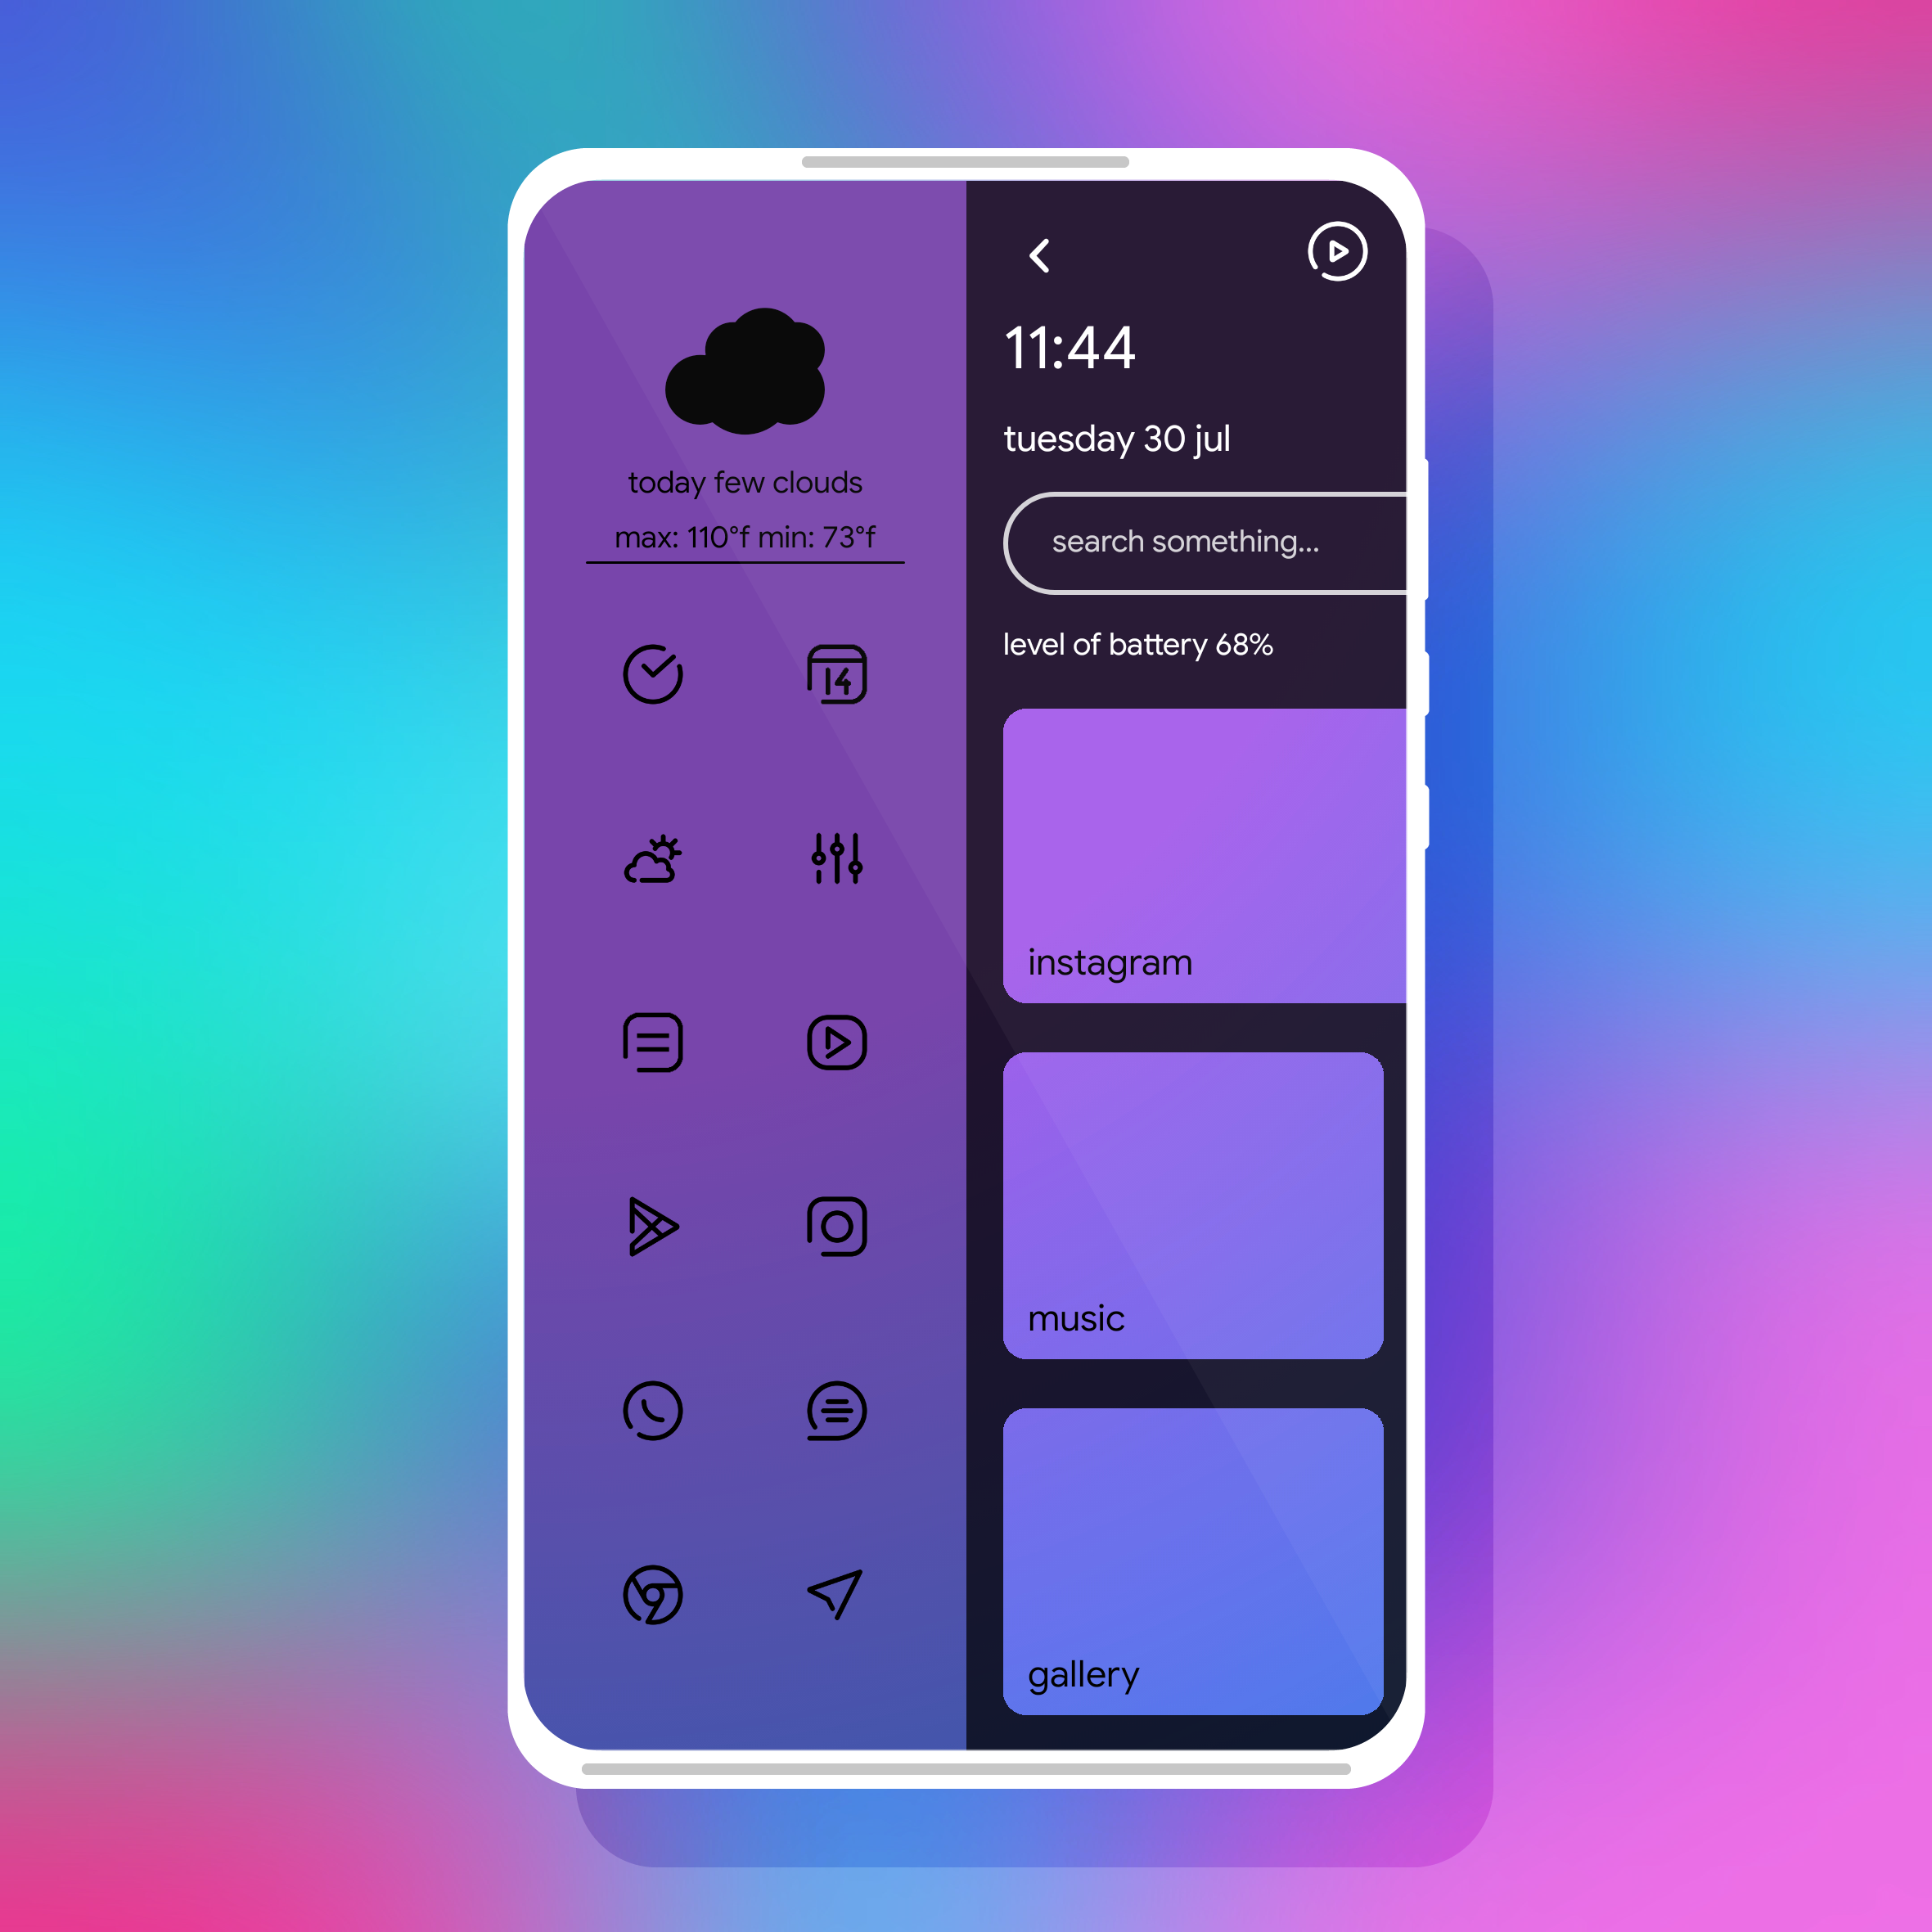 today few clouds
max: 110°f min: 73°f
14
11:44
tuesday 30 jul
search something...
level of battery 68%
instagram
music
gallery